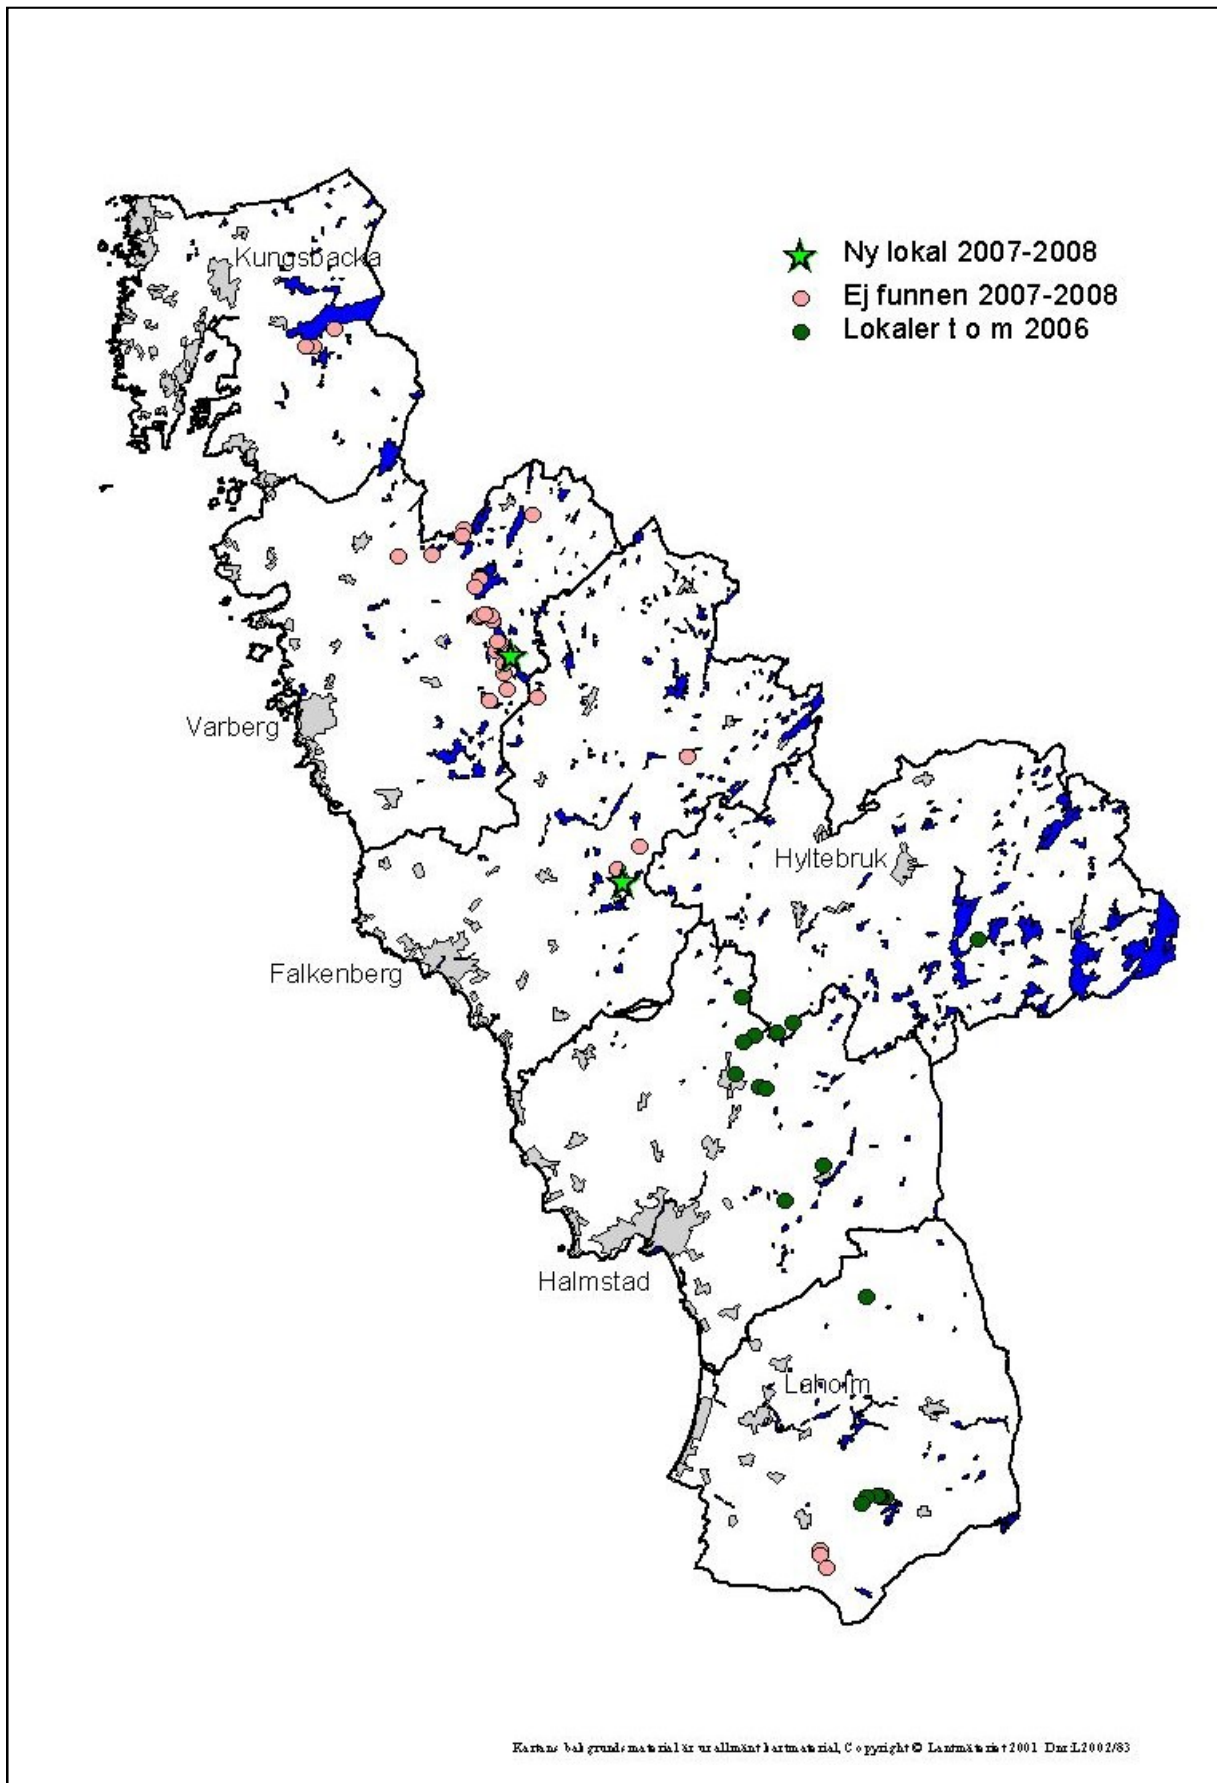 Kungsbacka
Ny lokal 2007-2008
Ej funnen 2007-2008
Lokaler t o m 2006
Varberg
Hyltebruk
Falkenberg
Halmstad
Laholm
Kartans bakgrundsmaterial är ur allmänt kartmaterial, Copyright © Lantmäteriet 2001 Dnr:L2002/83